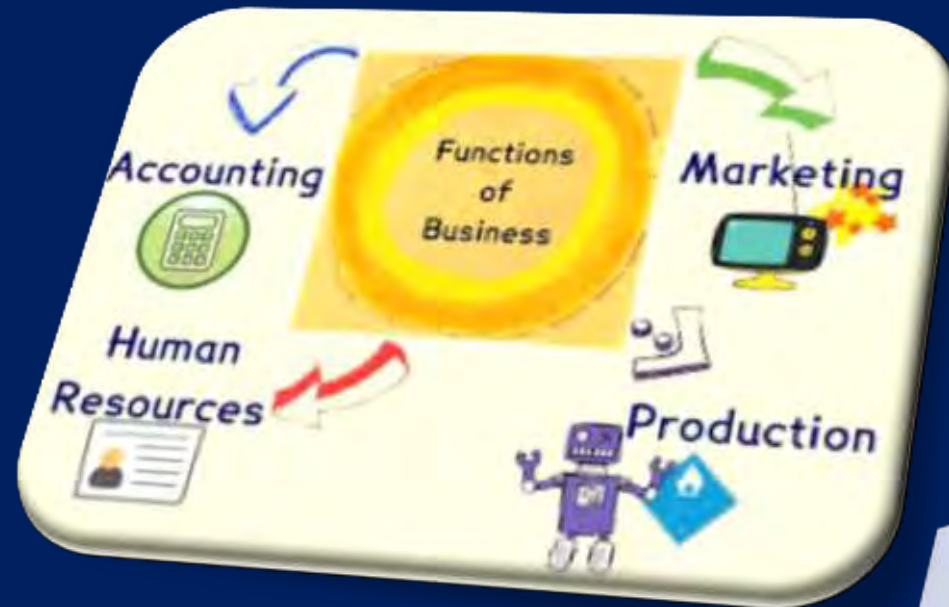 Functions
of
Business
Accounting
Marketing
Human
Resources
Production